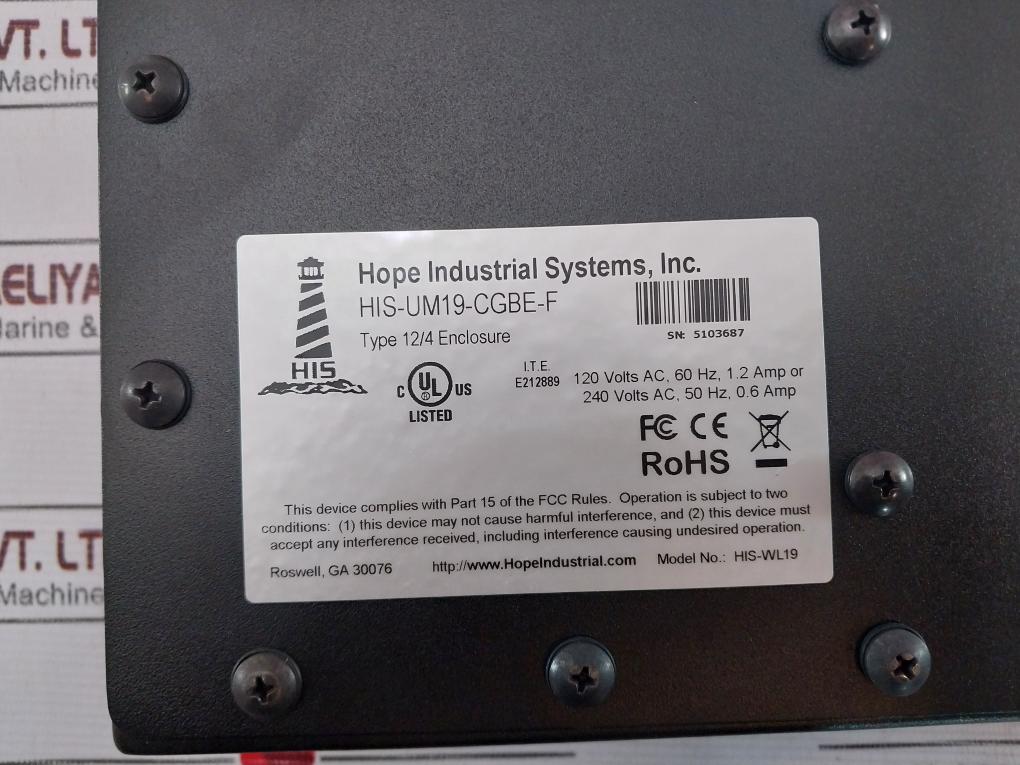 VT. LT
Machine
AELIYA
Marine &
VT. LT
Machine
Hope Industrial Systems, Inc.
HIS-UM19-CGBE-F
Type 12/4 Enclosure
SN: 5103687
HIS
C UL US
LISTED
I.T.E.
E212889
120 Volts AC, 60 Hz, 1.2 Amp or
240 Volts AC, 50 Hz, 0.6 Amp
FC CE
RoHS
This device complies with Part 15 of the FCC Rules. Operation is subject to two
conditions: (1) this device may not cause harmful interference, and (2) this device must
accept any interference received, including interference causing undesired operation.
Roswell, GA 30076 http://www.HopeIndustrial.com Model No.: HIS-WL19